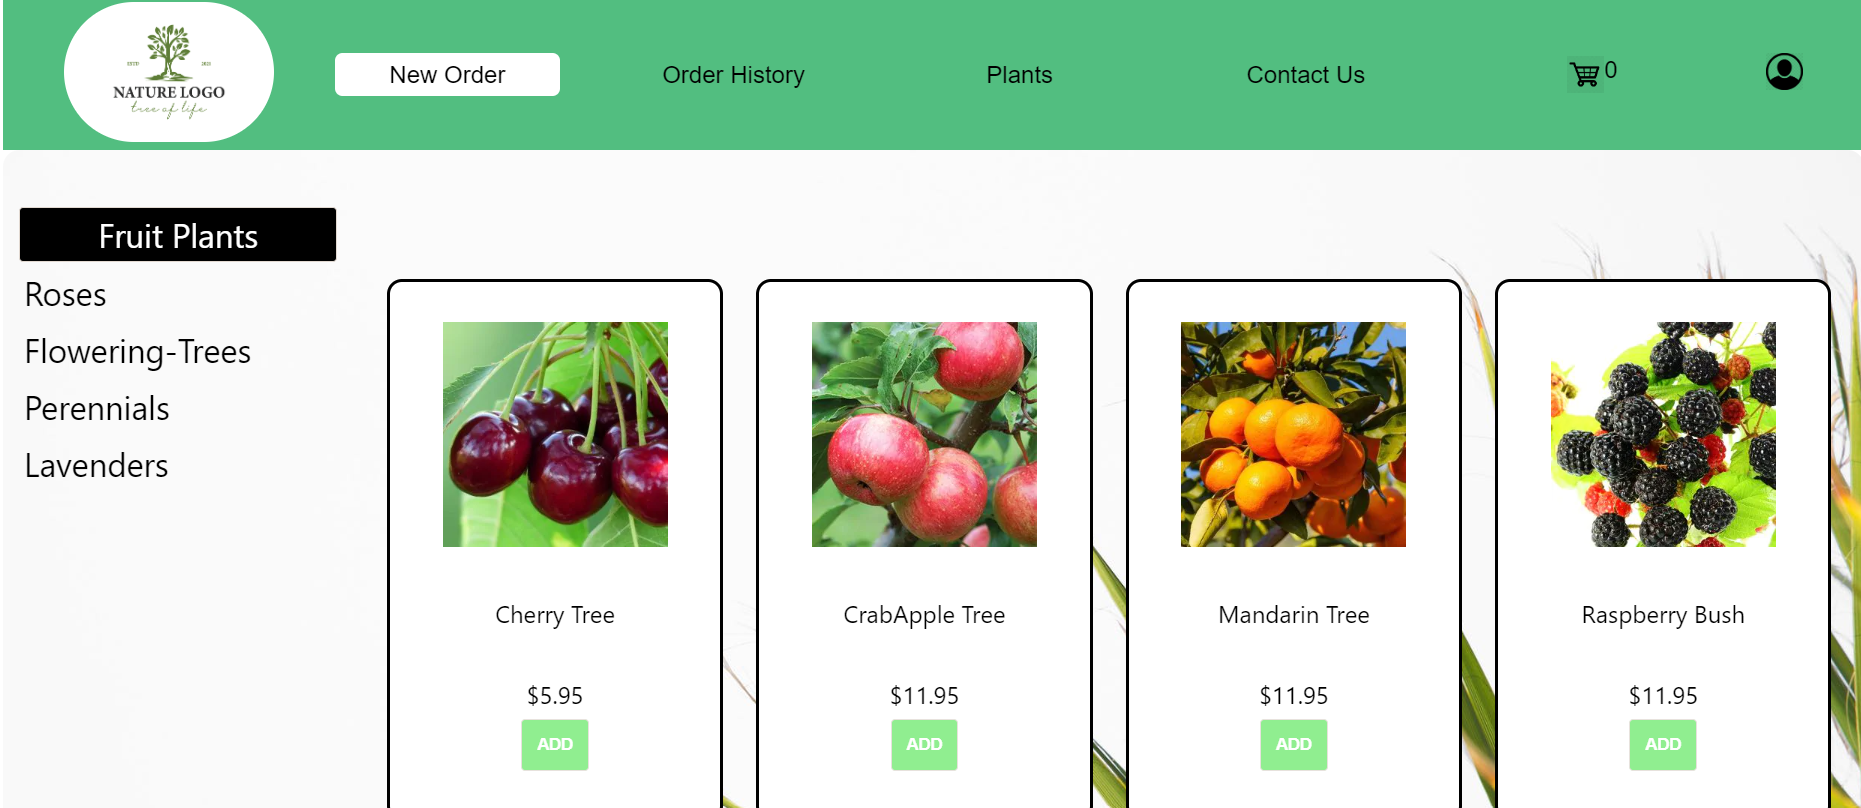 ESTD 2021
NATURE LOGO
tree of life
New Order
Order History
Plants
Contact Us
0
Fruit Plants
Roses
Flowering-Trees
Perennials
Lavenders
Cherry Tree
$5.95
ADD
CrabApple Tree
$11.95
ADD
Mandarin Tree
$11.95
ADD
Raspberry Bush
$11.95
ADD